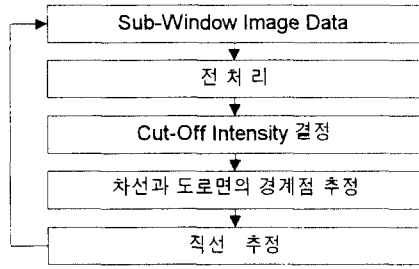 Sub-Window Image Data
전 처 리
Cut-Off Intensity 결정
차선과 도로면의 경계점 추정
직선 추정